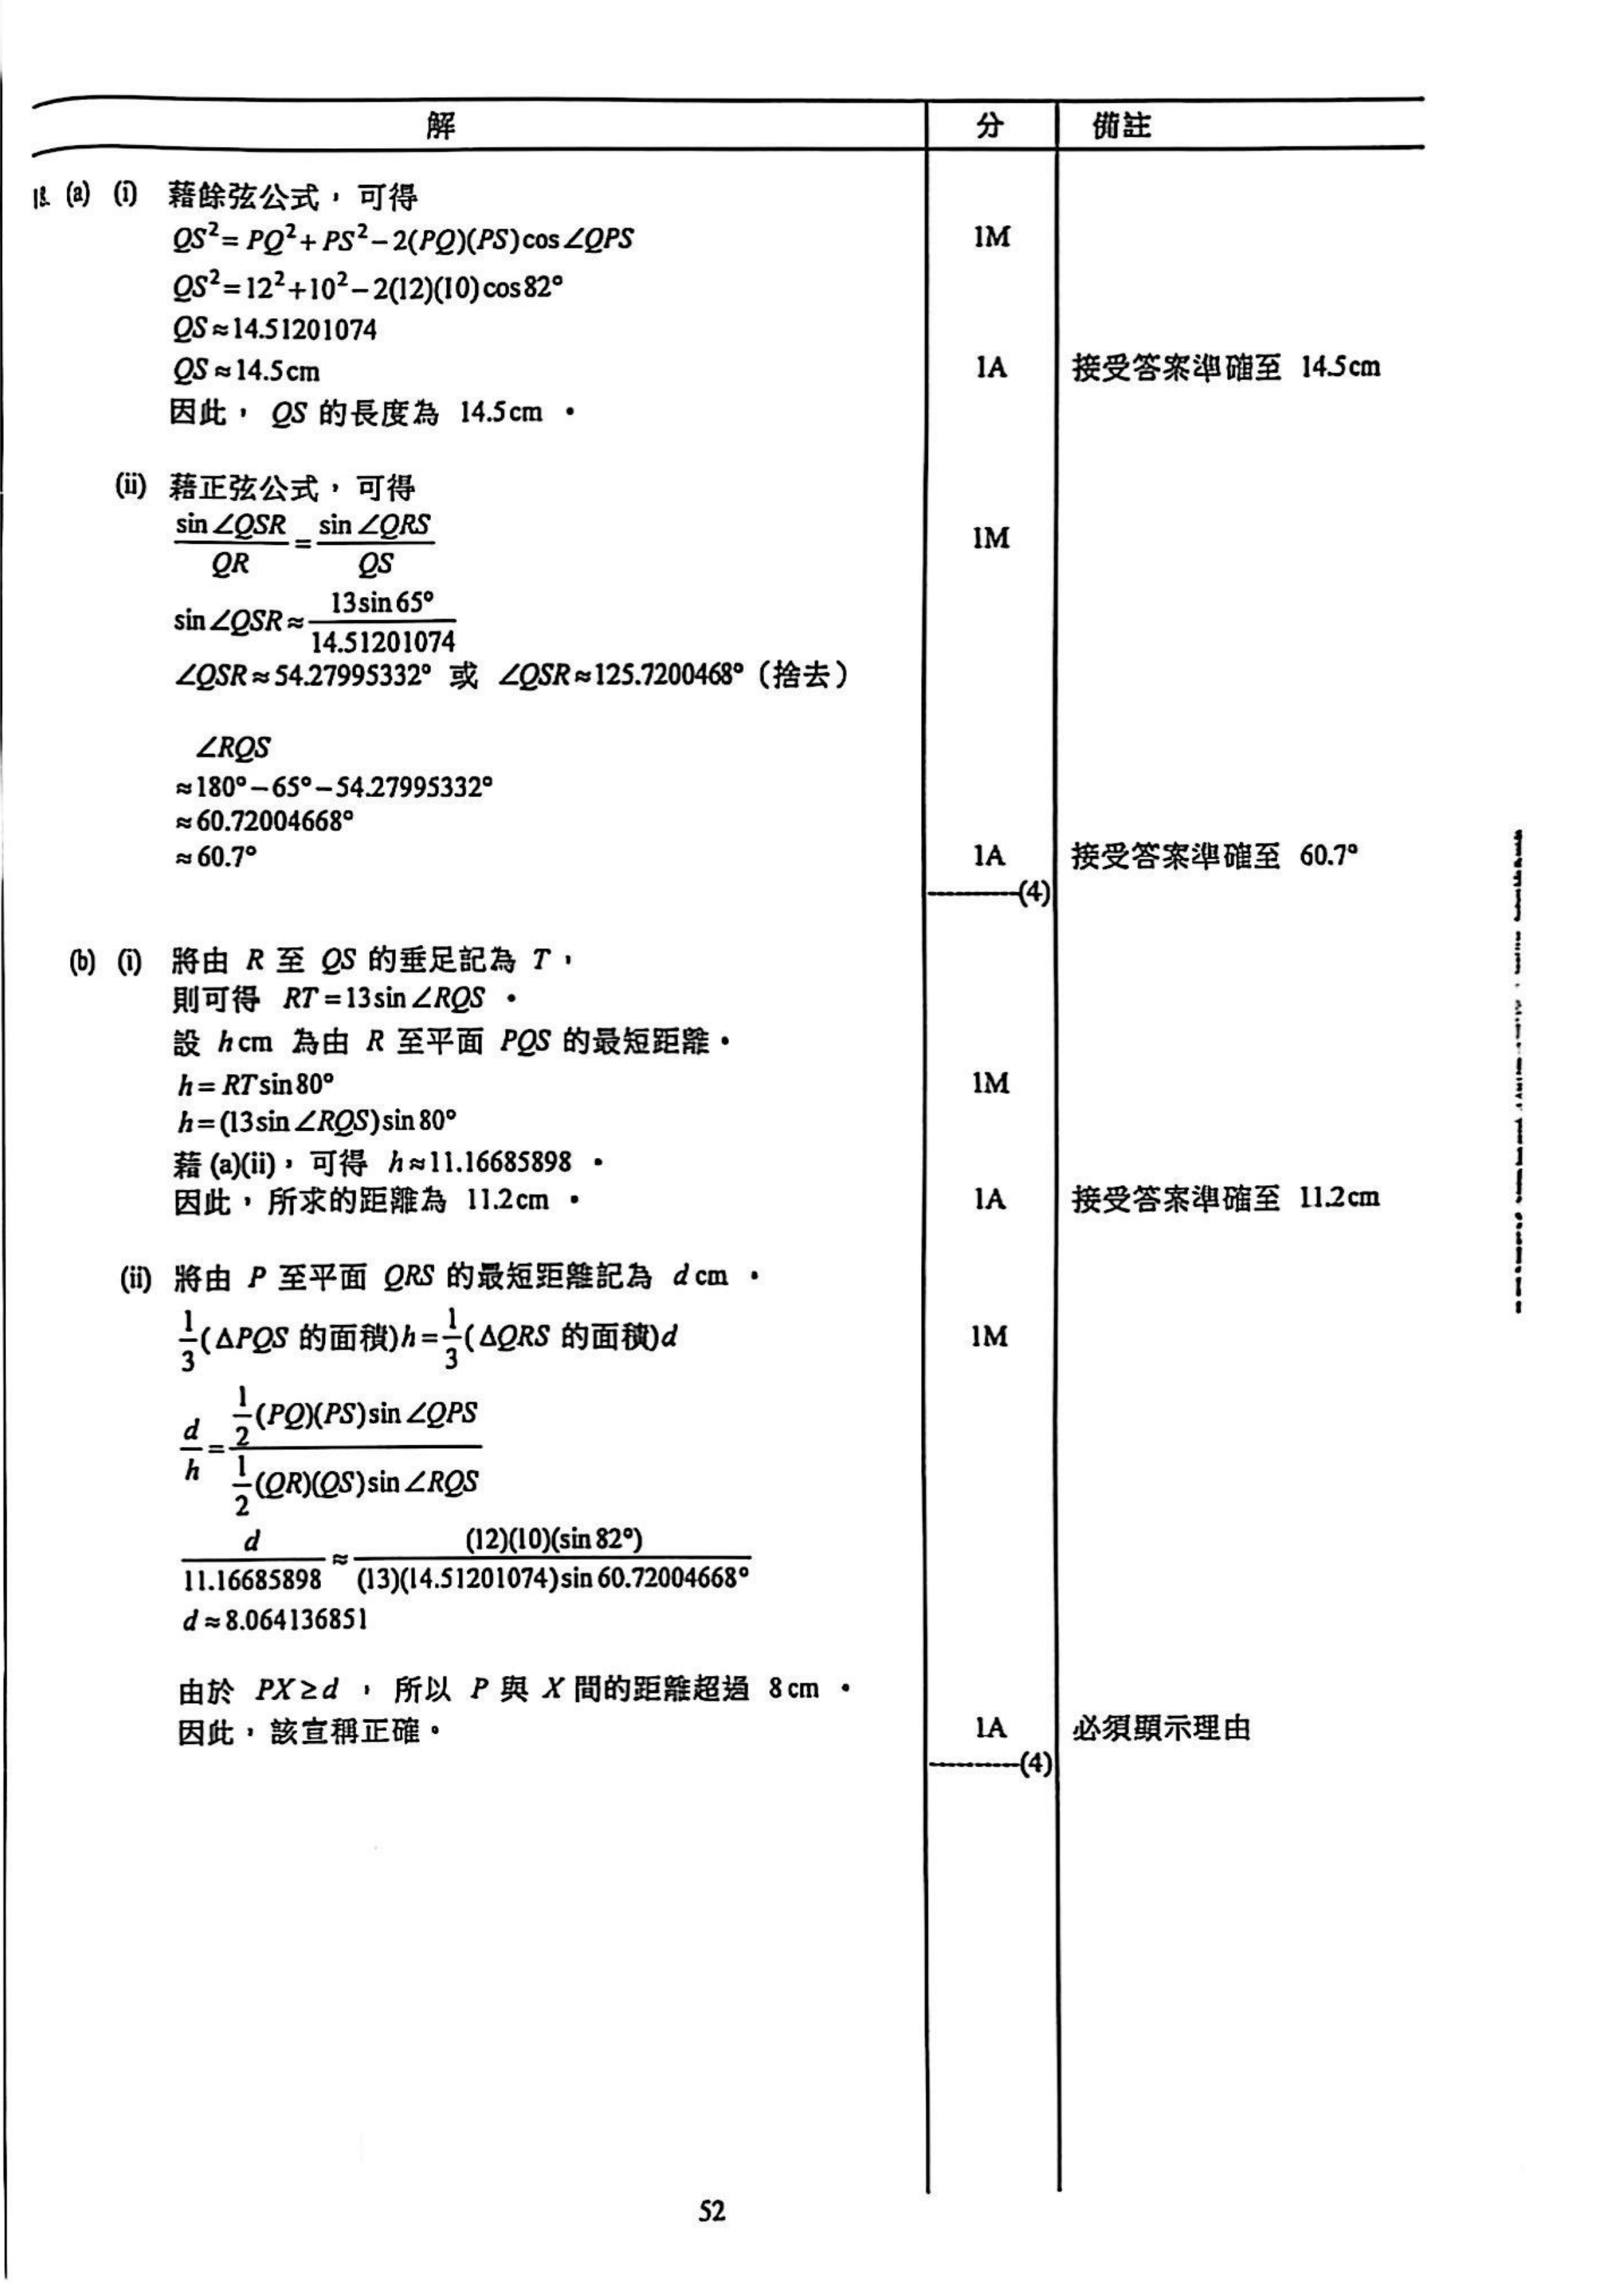 解 分 備註
18. (a) (i) 藉餘弦公式，可得
QS²= PQ²+ PS²− 2(PQ)(PS)cos∠QPS 1M
QS²=12²+10²−2(12)(10)cos82°
QS≈14.51201074
QS≈14.5cm 1A 接受答案準確至 14.5cm
因此， QS 的長度為 14.5cm 。
(ii) 藉正弦公式，可得
sin∠QSR/QR = sin∠QRS/QS 1M
sin∠QSR≈ 13sin65°/14.51201074
∠QSR≈54.27995332° 或 ∠QSR≈125.7200468°（捨去）
∠RQS
≈180°−65°−54.27995332°
≈60.72004668°
≈60.7° 1A 接受答案準確至 60.7°
----------(4)
(b) (i) 將由 R 至 QS 的垂足記為 T，
則可得 RT=13sin∠RQS 。
設 hcm 為由 R 至平面 PQS 的最短距離。
h= RTsin80° 1M
h=(13sin∠RQS)sin80°
藉 (a)(ii)，可得 h≈11.16685898 。
因此，所求的距離為 11.2cm 。 1A 接受答案準確至 11.2cm
(ii) 將由 P 至平面 QRS 的最短距離記為 dcm 。
1/3(ΔPQS 的面積)h=1/3(ΔQRS 的面積)d 1M
d/h = 1/2(PQ)(PS)sin∠QPS / 1/2(QR)(QS)sin∠RQS
d/11.16685898 ≈ (12)(10)(sin82°)/(13)(14.51201074)sin60.72004668°
d≈8.064136851
由於 PX≥d ，所以 P 與 X 間的距離超過 8cm 。
因此，該宣稱正確。 1A 必須顯示理由
----------(4)
52